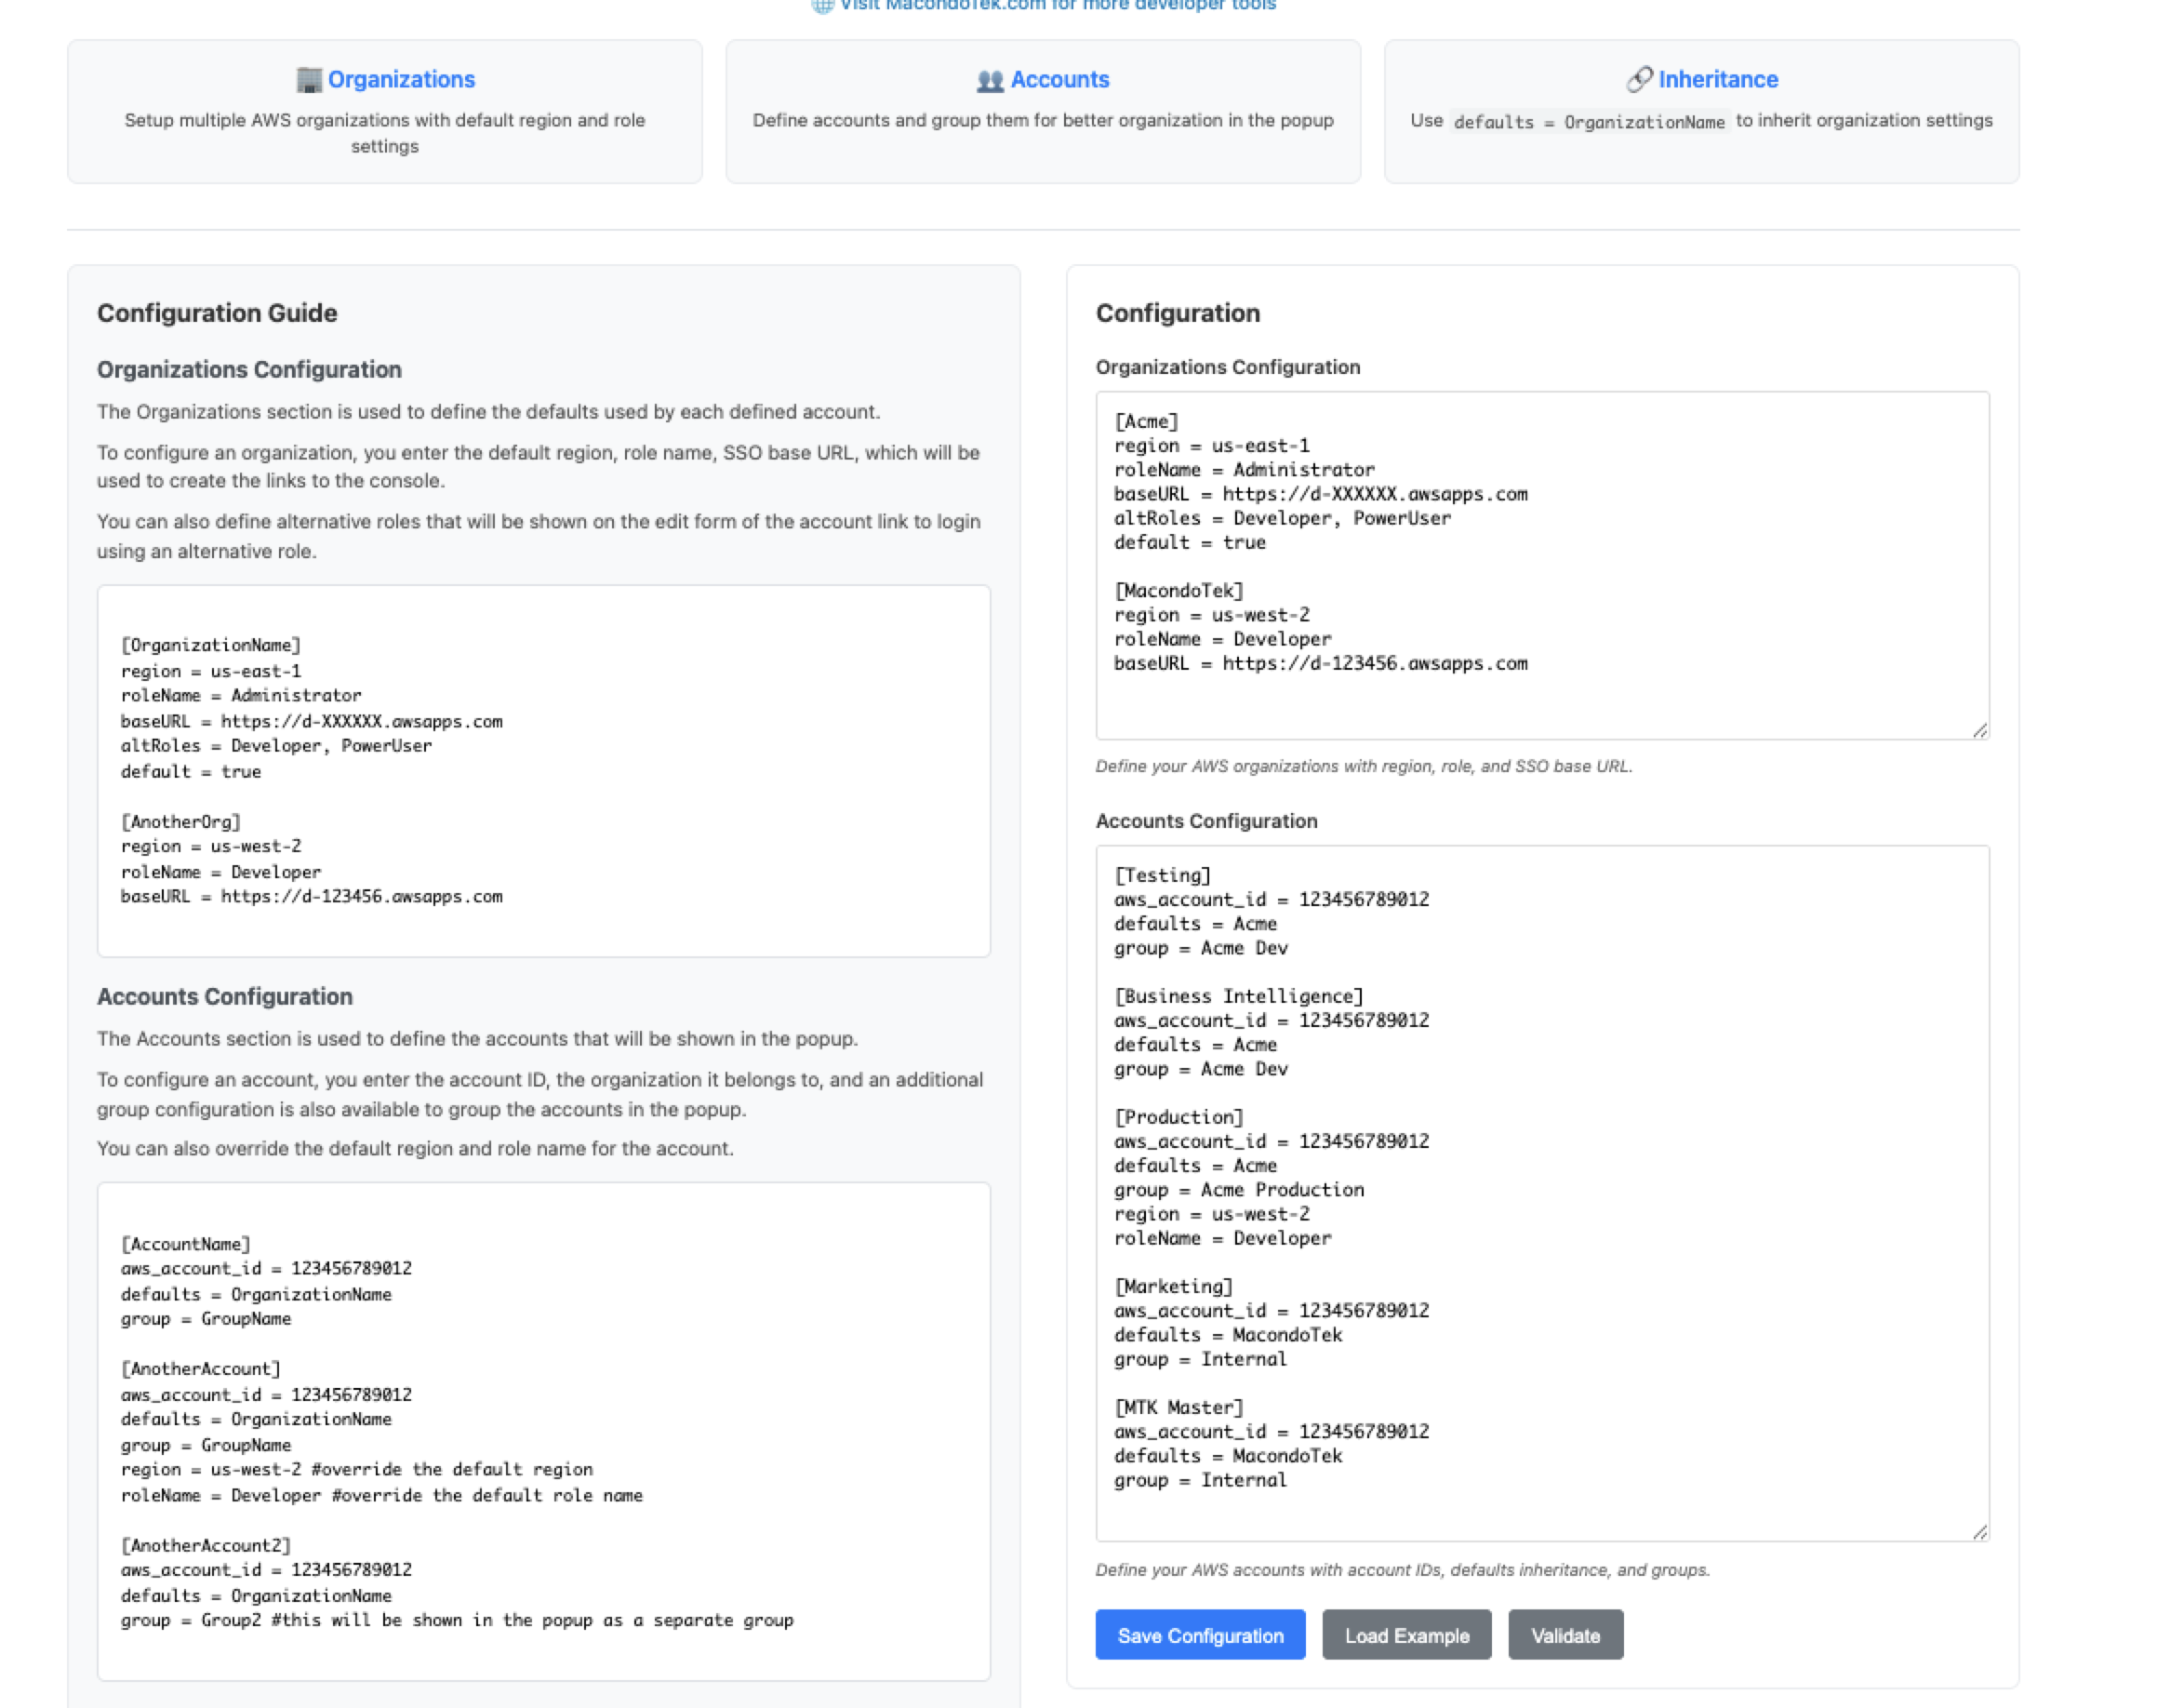 Visit MacondoTek.com for more developer tools
Organizations
Setup multiple AWS organizations with default region and role
settings
Accounts
Define accounts and group them for better organization in the popup
Inheritance
Use defaults = OrganizationName to inherit organization settings
Configuration Guide
Organizations Configuration
The Organizations section is used to define the defaults used by each defined account.
To configure an organization, you enter the default region, role name, SSO base URL, which will be
used to create the links to the console.
You can also define alternative roles that will be shown on the edit form of the account link to login
using an alternative role.
[OrganizationName]
region = us-east-1
roleName = Administrator
baseURL = https://d-XXXXXX.awsapps.com
altRoles = Developer, PowerUser
default = true
[AnotherOrg]
region = us-west-2
roleName = Developer
baseURL = https://d-123456.awsapps.com
Accounts Configuration
The Accounts section is used to define the accounts that will be shown in the popup.
To configure an account, you enter the account ID, the organization it belongs to, and an additional
group configuration is also available to group the accounts in the popup.
You can also override the default region and role name for the account.
[AccountName]
aws_account_id = 123456789012
defaults = OrganizationName
group = GroupName
[AnotherAccount]
aws_account_id = 123456789012
defaults = OrganizationName
group = GroupName
region = us-west-2 #override the default region
roleName = Developer #override the default role name
[AnotherAccount2]
aws_account_id = 123456789012
defaults = OrganizationName
group = Group2 #this will be shown in the popup as a separate group
Configuration
Organizations Configuration
[Acme]
region = us-east-1
roleName = Administrator
baseURL = https://d-XXXXXX.awsapps.com
altRoles = Developer, PowerUser
default = true
[MacondoTek]
region = us-west-2
roleName = Developer
baseURL = https://d-123456.awsapps.com
Define your AWS organizations with region, role, and SSO base URL.
Accounts Configuration
[Testing]
aws_account_id = 123456789012
defaults = Acme
group = Acme Dev
[Business Intelligence]
aws_account_id = 123456789012
defaults = Acme
group = Acme Dev
[Production]
aws_account_id = 123456789012
defaults = Acme
group = Acme Production
region = us-west-2
roleName = Developer
[Marketing]
aws_account_id = 123456789012
defaults = MacondoTek
group = Internal
[MTK Master]
aws_account_id = 123456789012
defaults = MacondoTek
group = Internal
Define your AWS accounts with account IDs, defaults inheritance, and groups.
Save Configuration
Load Example
Validate